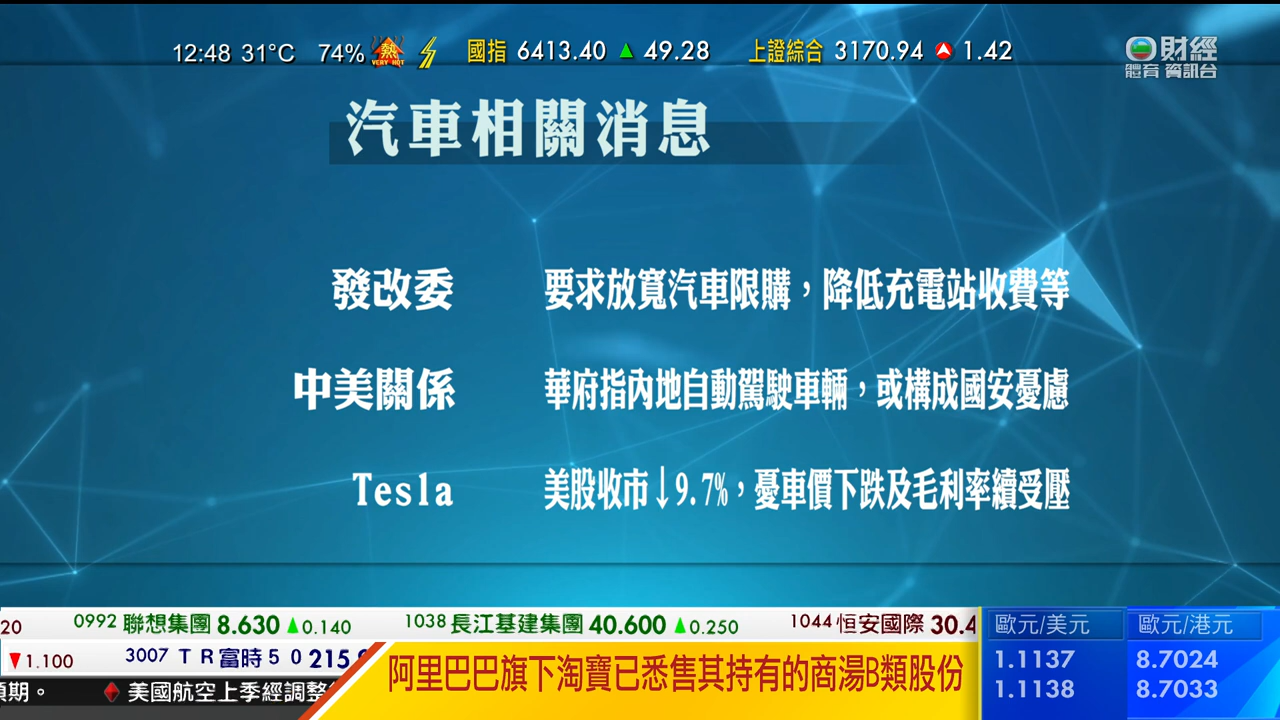 12:48 31°C 74% 熱 VERY HOT 國指 6413.40 ▲ 49.28 上證綜合 3170.94 ▲ 1.42 財經
體育 資訊台
汽車相關消息
發改委 要求放寬汽車限購，降低充電站收費等
中美關係 華府指內地自動駕駛車輛，或構成國安憂慮
Tesla 美股收市↓9.7%，憂車價下跌及毛利率續受壓
20 0992 聯想集團 8.630 ▲0.140 1038 長江基建集團 40.600 ▲0.250 1044 恒安國際 30.4
▼1.100 3007 ＴＲ富時５０ 215.
期。 ♦ 美國航空上季經調整
阿里巴巴旗下淘寶已悉售其持有的商湯B類股份
歐元/美元 歐元/港元
1.1137 8.7024
1.1138 8.7033